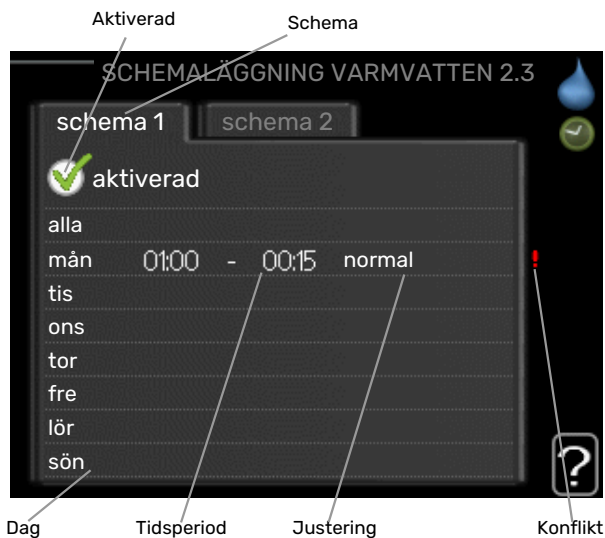 Aktiverad
Schema
SCHEMALÄGGNING VARMVATTEN 2.3
schema 1
schema 2
aktiverad
alla
mån 01:00 - 00:15 normal !
tis
ons
tor
fre
lör
sön
?
Dag
Tidsperiod
Justering
Konflikt